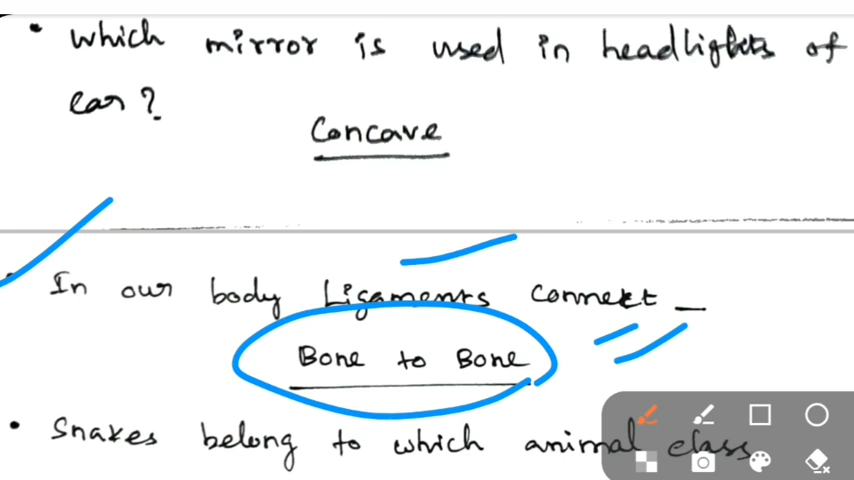 • Which mirror is used in headlights of
car?
Concave
• In our body Ligaments connect _
Bone to Bone
• Snakes belong to which animal class